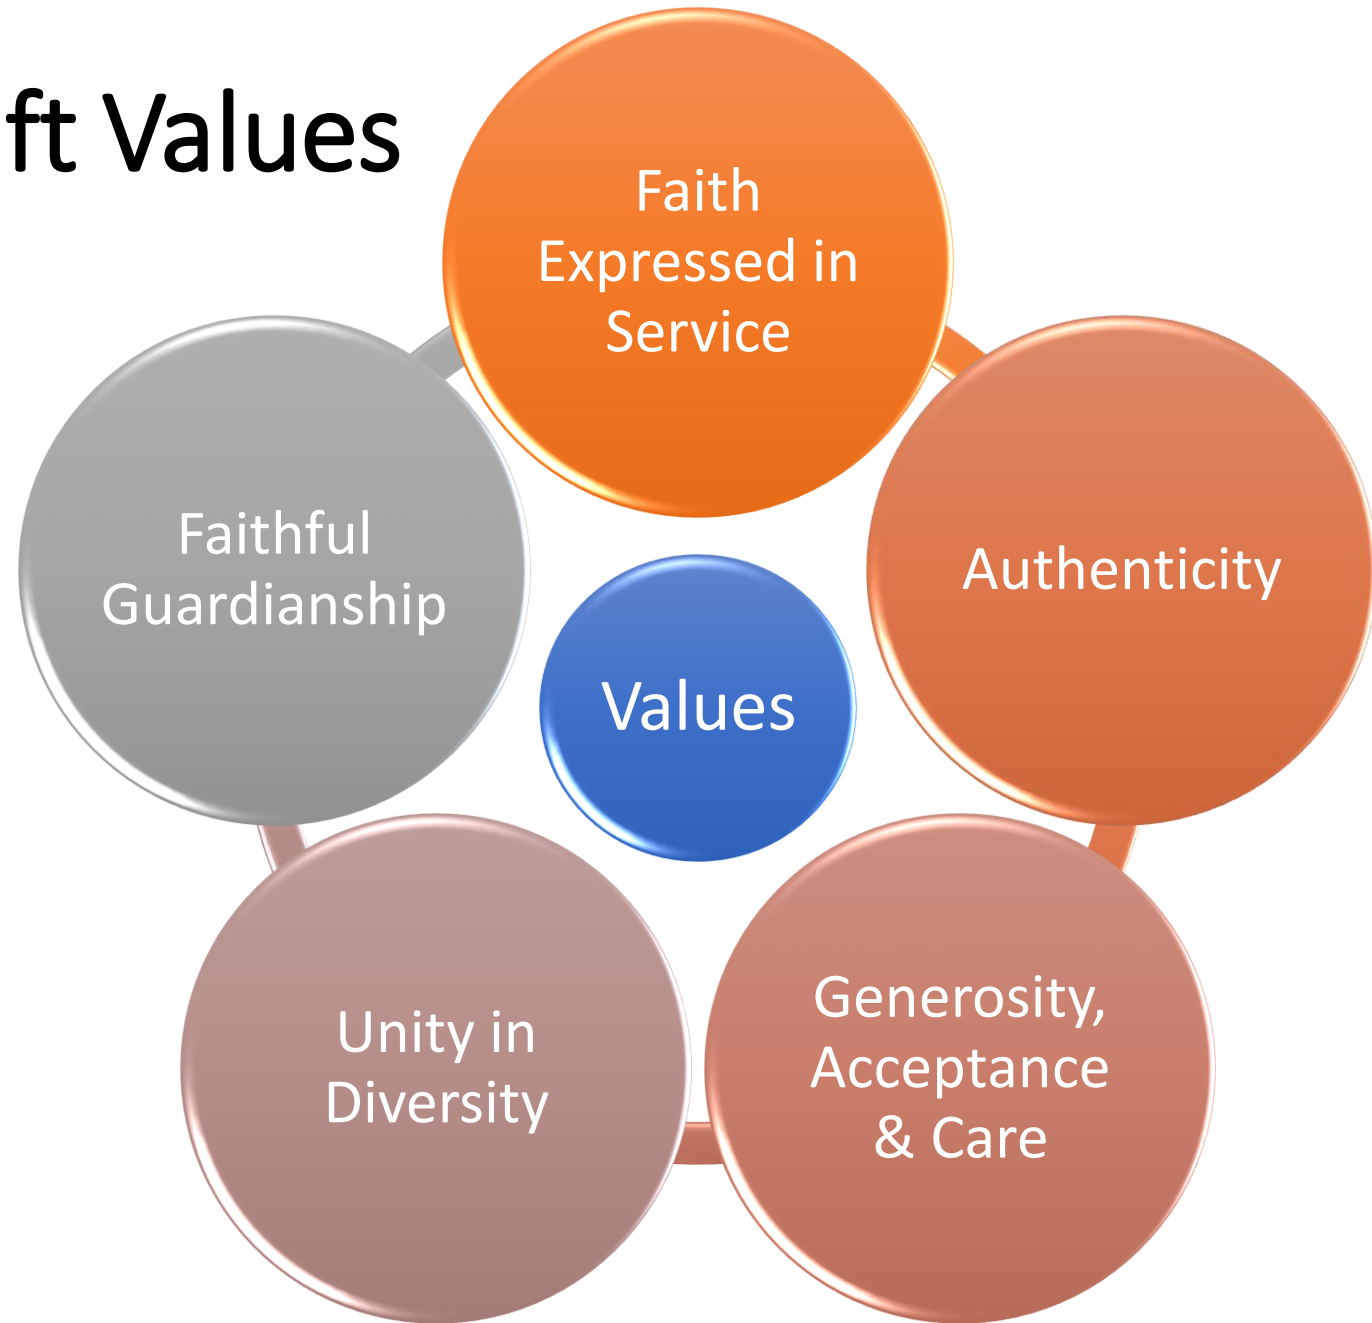 ft Values
Faith
Expressed in
Service
Authenticity
Generosity,
Acceptance
& Care
Unity in
Diversity
Faithful
Guardianship
Values